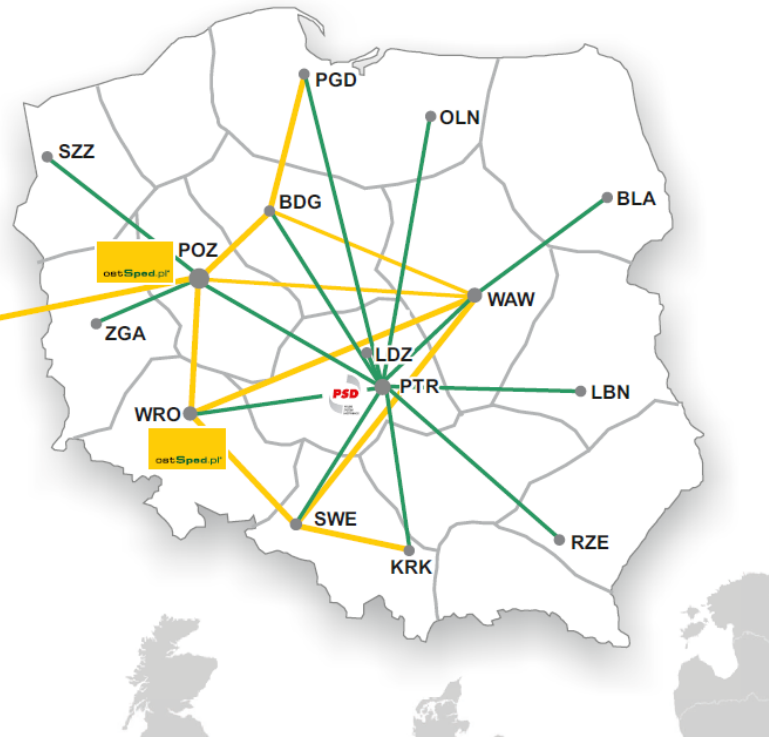 PGD
OLN
SZZ
BLA
BDG
POZ
ostSped.pl
WAW
ZGA
LDZ
PTR
PSD
LBN
WRO
ostSped.pl
SWE
RZE
KRK